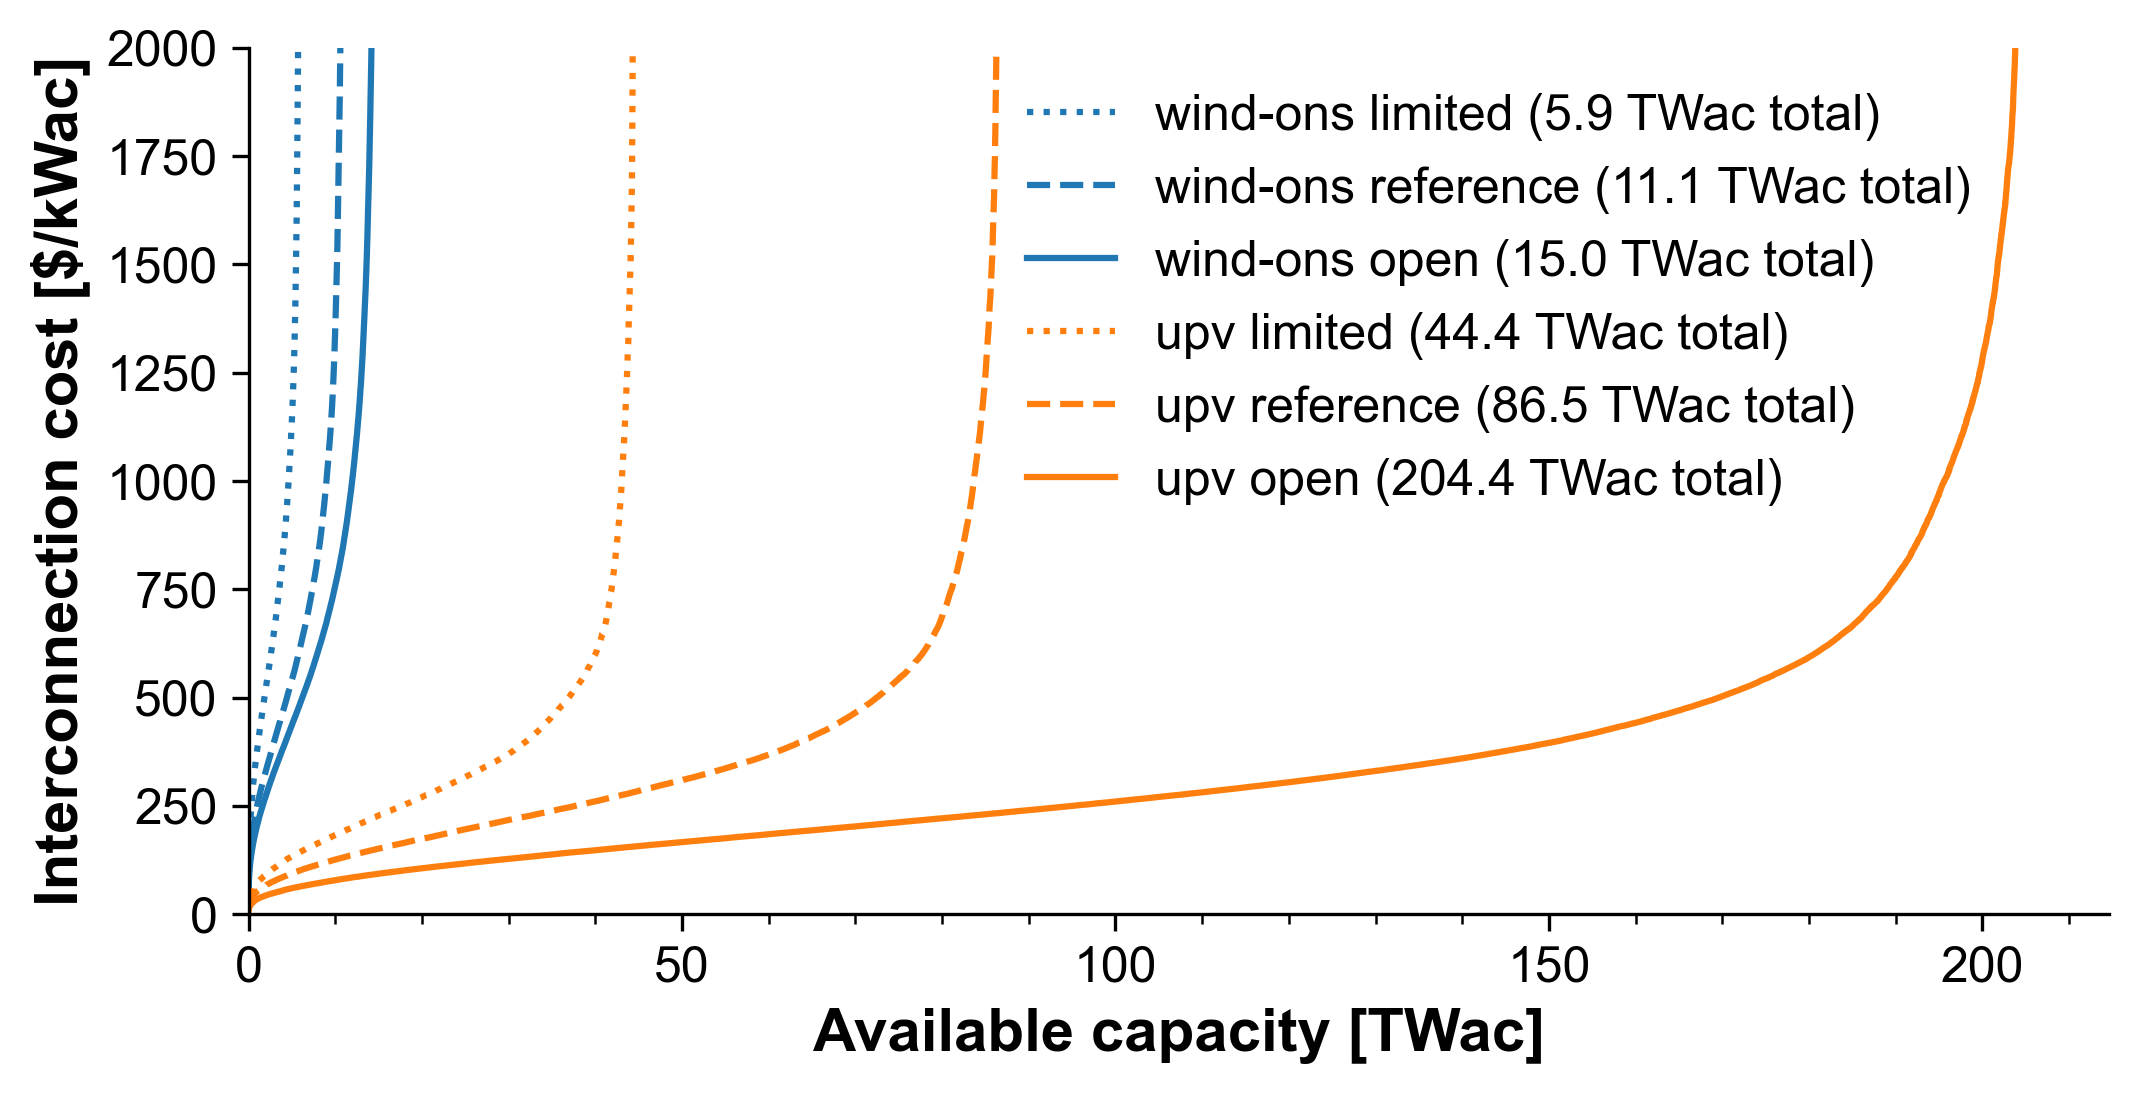 Interconnection cost [$/kWac]
2000
1750
1500
1250
1000
750
500
250
0
wind-ons limited (5.9 TWac total)
wind-ons reference (11.1 TWac total)
wind-ons open (15.0 TWac total)
upv limited (44.4 TWac total)
upv reference (86.5 TWac total)
upv open (204.4 TWac total)
0 50 100 150 200
Available capacity [TWac]